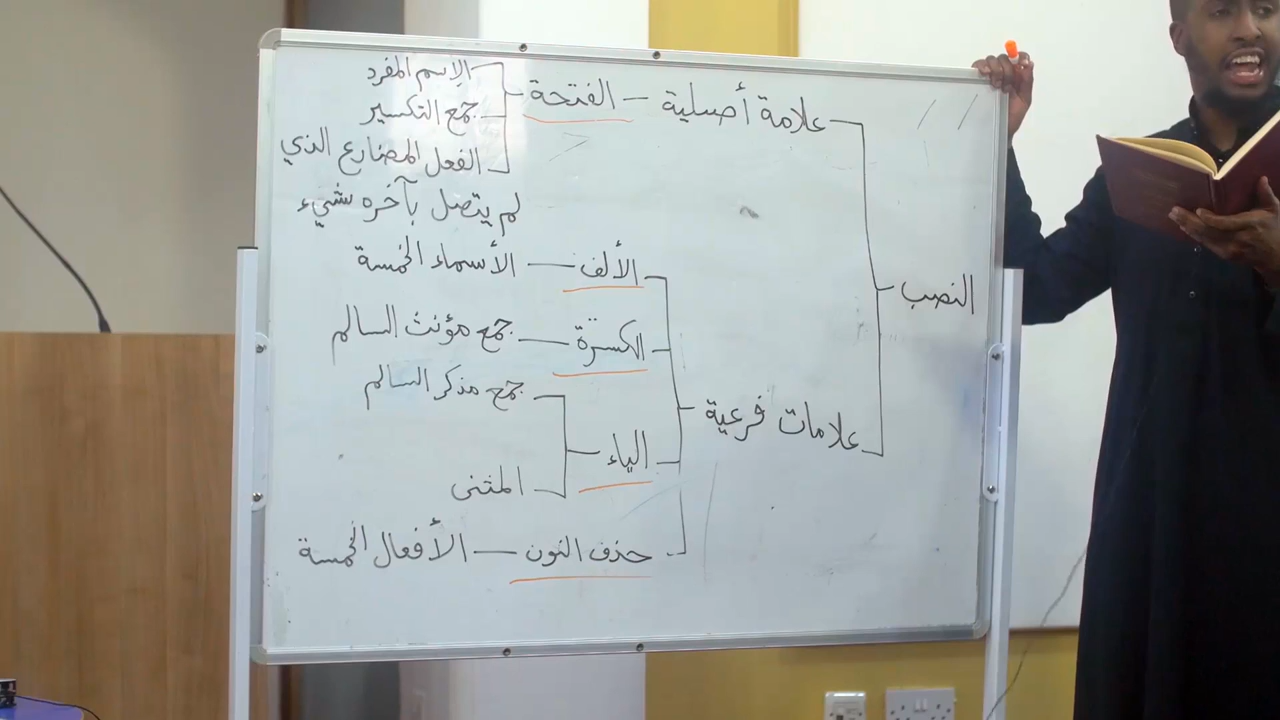 النصب
علامة أصلية – الفتحة
الإسم المفرد
جمع التكسير
الفعل المضارع الذي
لم يتصل بآخره شيء
علامات فرعية
الألف – الأسماء الخمسة
الكسرة – جمع مؤنث السالم
الياء
جمع مذكر السالم
المثنى
حذف النون – الأفعال الخمسة